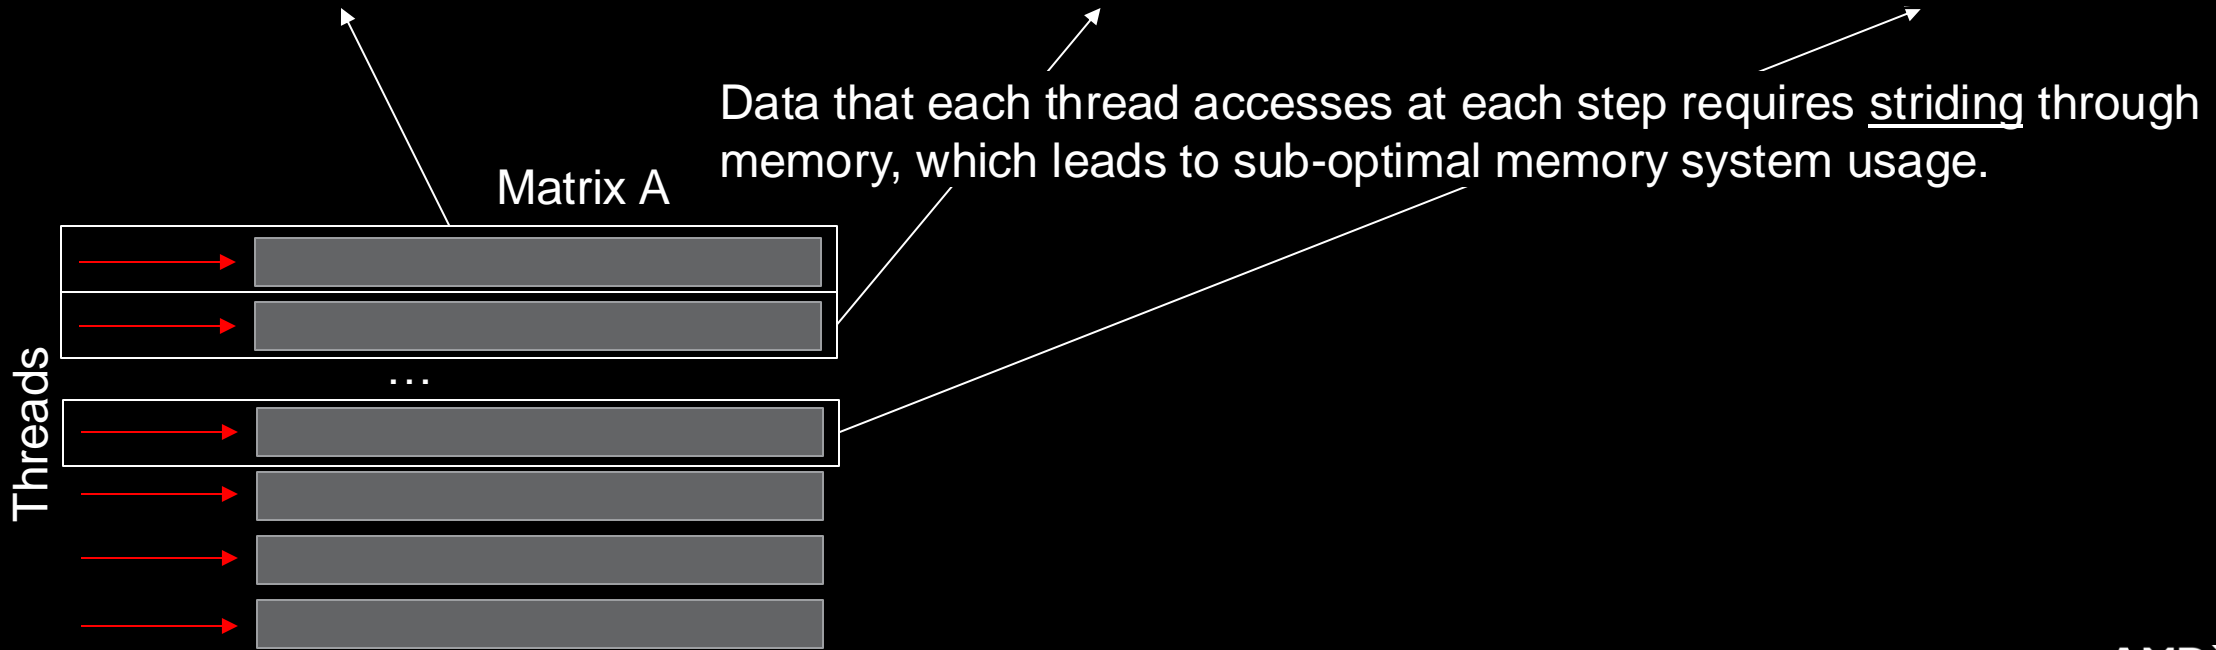 Data that each thread accesses at each step requires striding through
memory, which leads to sub-optimal memory system usage.
Matrix A
Threads
...